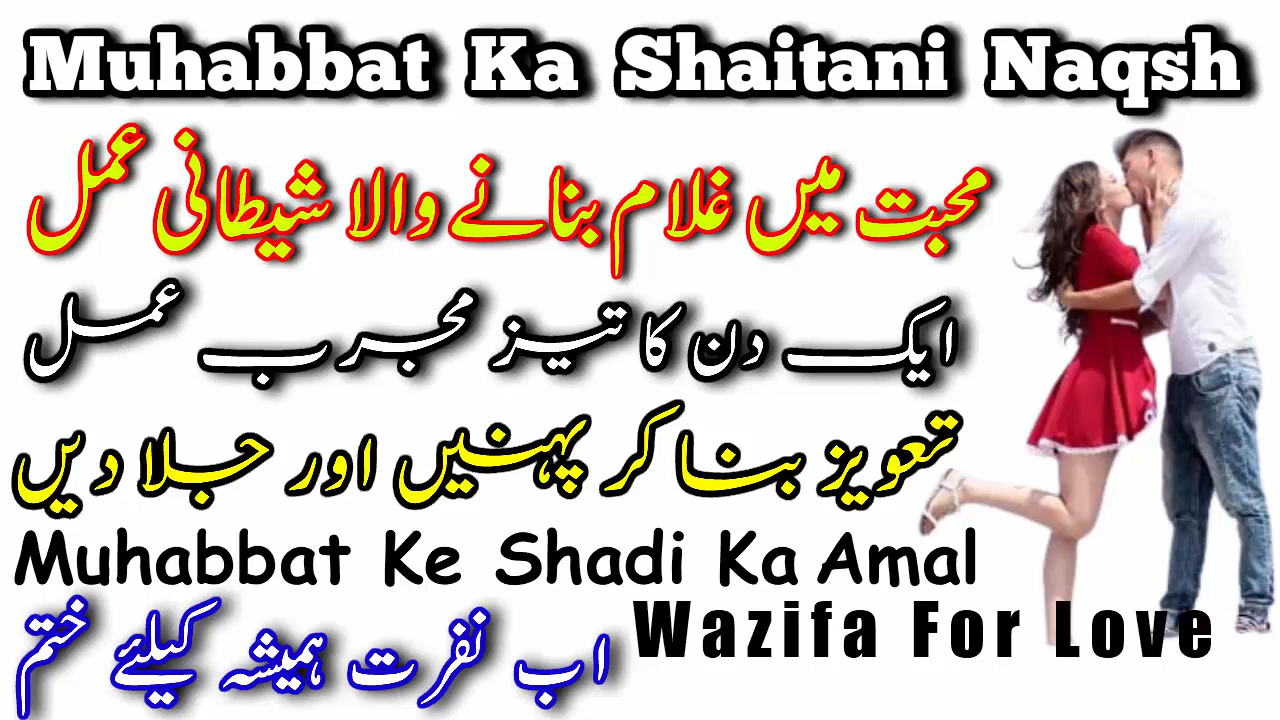 Muhabbat Ka Shaitani Naqsh
محبت میں غلام بنانے والا شیطانی عمل
ایک دن کا تیز مجرب عمل
تعویز بنا کر پہنیں اور جلا دیں
Muhabbat Ke Shadi Ka Amal
Wazifa For Love
اب نفرت ہمیشہ کیلئے ختم